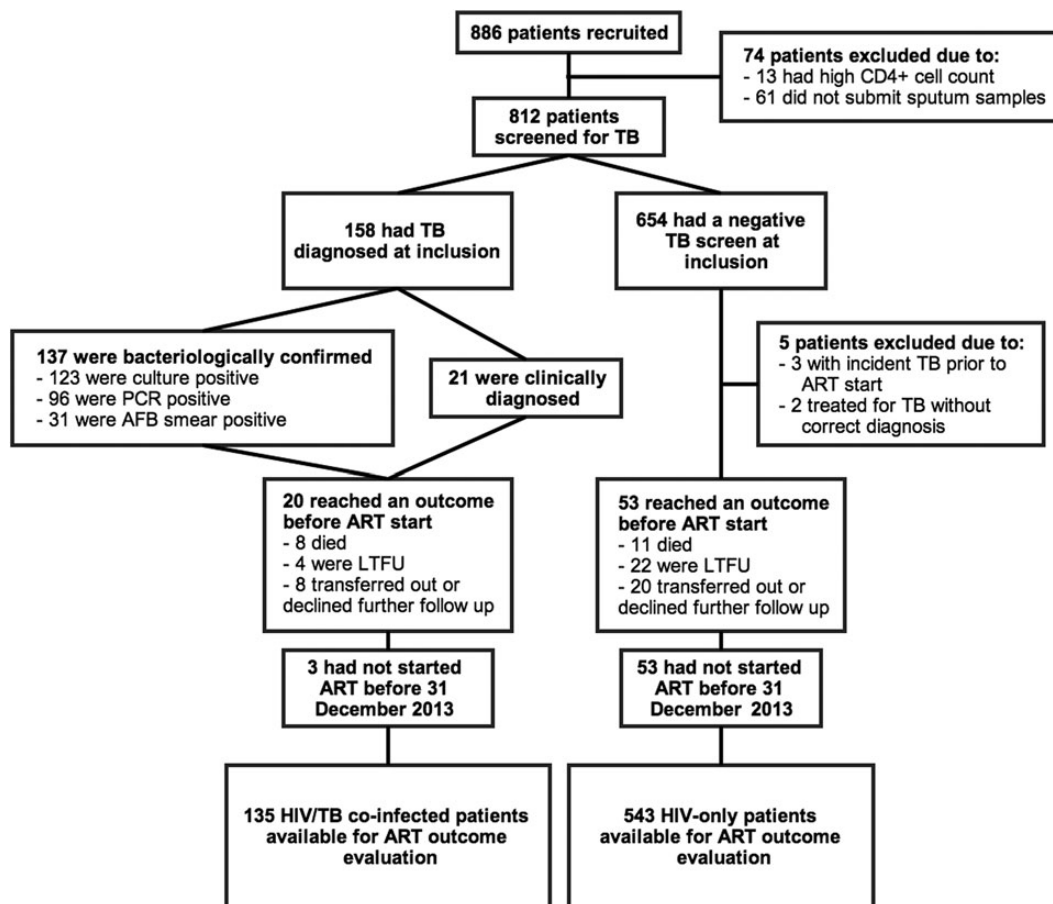 886 patients recruited
74 patients excluded due to:
- 13 had high CD4+ cell count
- 61 did not submit sputum samples
812 patients
screened for TB
158 had TB
diagnosed at inclusion
654 had a negative
TB screen at
inclusion
137 were bacteriologically confirmed
- 123 were culture positive
- 96 were PCR positive
- 31 were AFB smear positive
21 were clinically
diagnosed
5 patients excluded due to:
- 3 with incident TB prior to
ART start
- 2 treated for TB without
correct diagnosis
20 reached an outcome
before ART start
- 8 died
- 4 were LTFU
- 8 transferred out or
declined further follow up
53 reached an outcome
before ART start
- 11 died
- 22 were LTFU
- 20 transferred out or
declined further follow up
3 had not started
ART before 31
December 2013
53 had not started
ART before 31
December 2013
135 HIV/TB co-infected patients
available for ART outcome
evaluation
543 HIV-only patients
available for ART outcome
evaluation